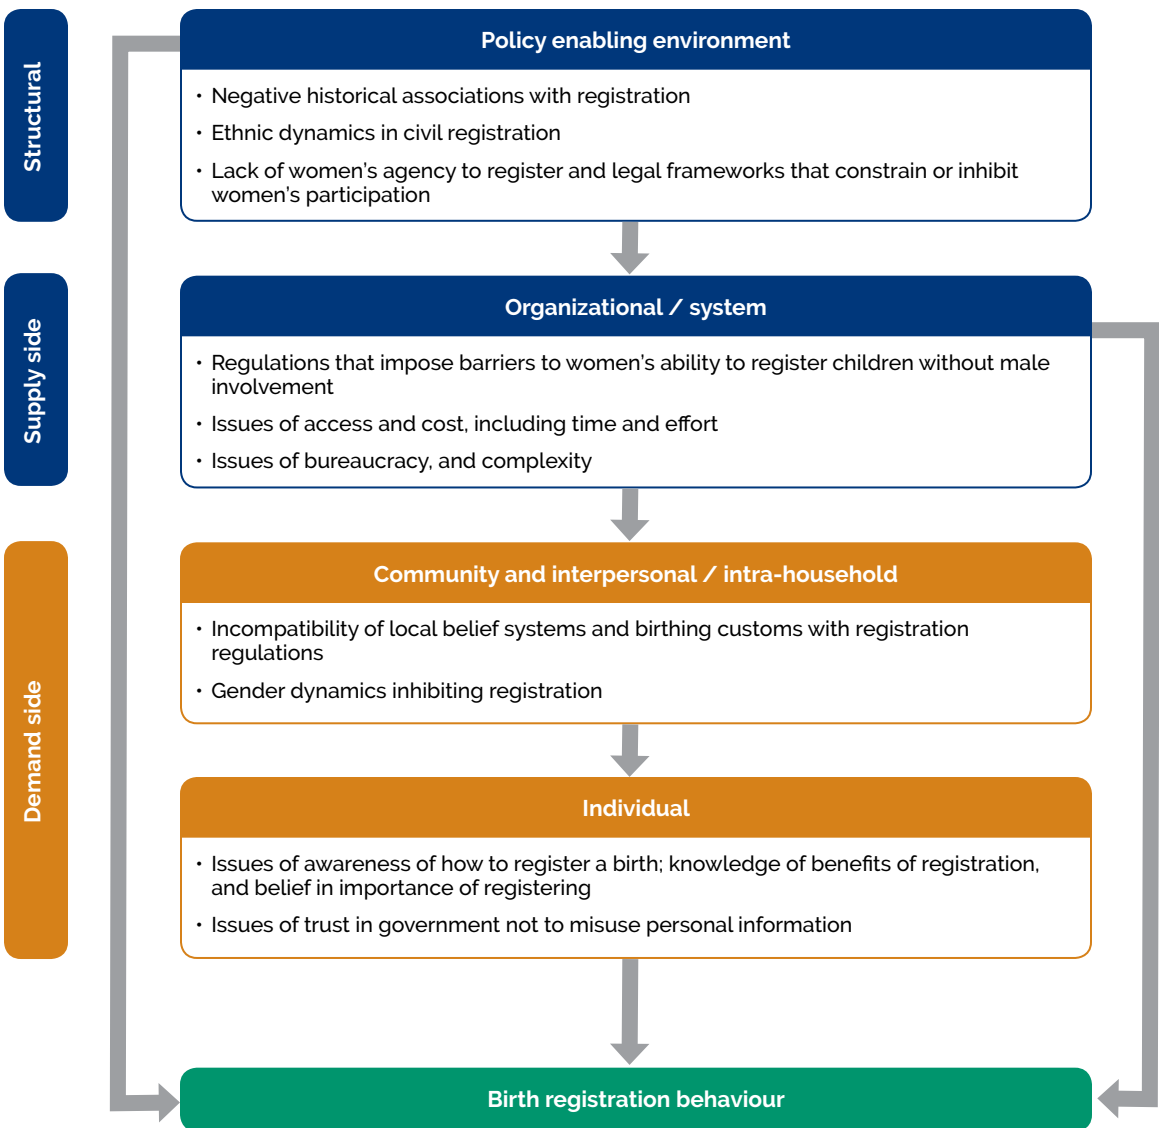 Structural
Policy enabling environment
• Negative historical associations with registration
• Ethnic dynamics in civil registration
• Lack of women’s agency to register and legal frameworks that constrain or inhibit
women’s participation
Supply side
Organizational / system
• Regulations that impose barriers to women’s ability to register children without male
involvement
• Issues of access and cost, including time and effort
• Issues of bureaucracy, and complexity
Demand side
Community and interpersonal / intra-household
• Incompatibility of local belief systems and birthing customs with registration
regulations
• Gender dynamics inhibiting registration
Individual
• Issues of awareness of how to register a birth; knowledge of benefits of registration,
and belief in importance of registering
• Issues of trust in government not to misuse personal information
Birth registration behaviour